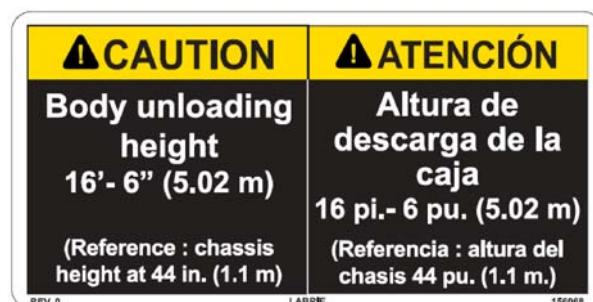 CAUTION
Body unloading
height
16’- 6” (5.02 m)
(Reference : chassis
height at 44 in. (1.1 m)
ATENCIÓN
Altura de
descarga de la
caja
16 pi.- 6 pu. (5.02 m)
(Referencia : altura del
chasis 44 pu. (1.1 m.)
REV. 0
LABRIE
156068